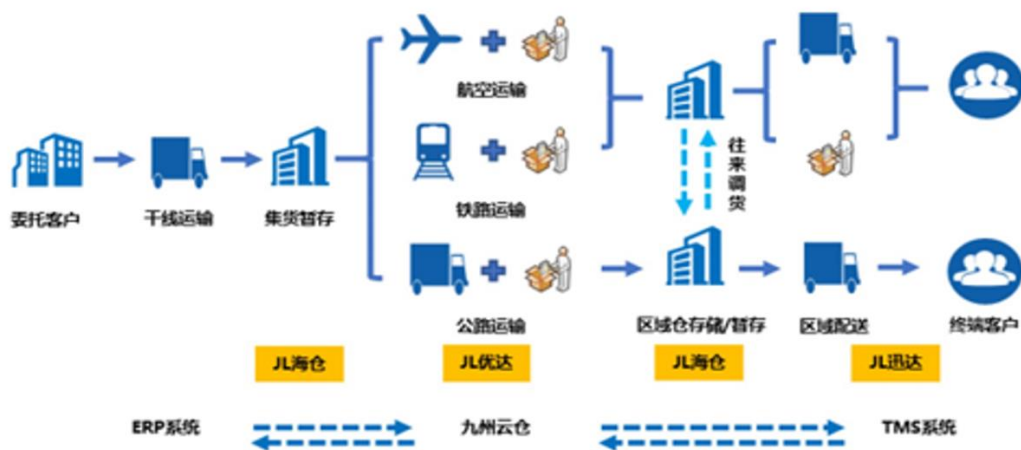 航空运输
往来调货
委托客户
干线运输
集货暂存
铁路运输
公路运输
区域仓存储/暂存
区域配送
终端客户
JL海仓
JL优达
JL海仓
JL迅达
ERP系统
九州云仓
TMS系统